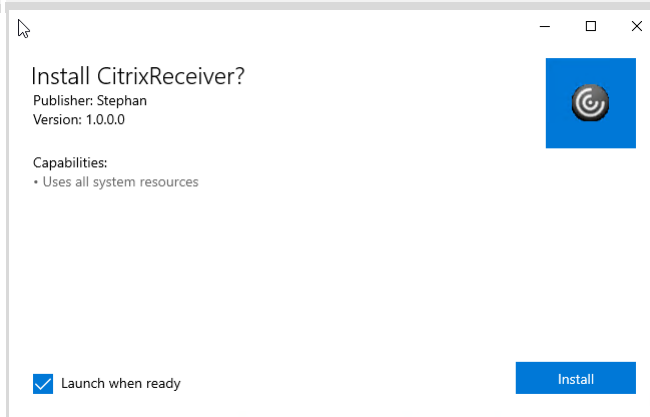 Install CitrixReceiver?
Publisher: Stephan
Version: 1.0.0.0
Capabilities:
• Uses all system resources
Launch when ready
Install